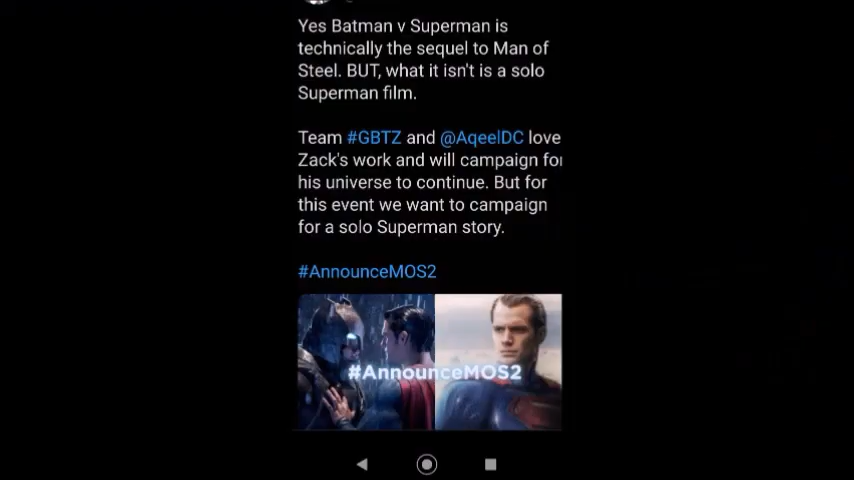 Yes Batman v Superman is
technically the sequel to Man of
Steel. BUT, what it isn't is a solo
Superman film.
Team #GBTZ and @AqeelDC love
Zack's work and will campaign for
his universe to continue. But for
this event we want to campaign
for a solo Superman story.
#AnnounceMOS2
#AnnounceMOS2